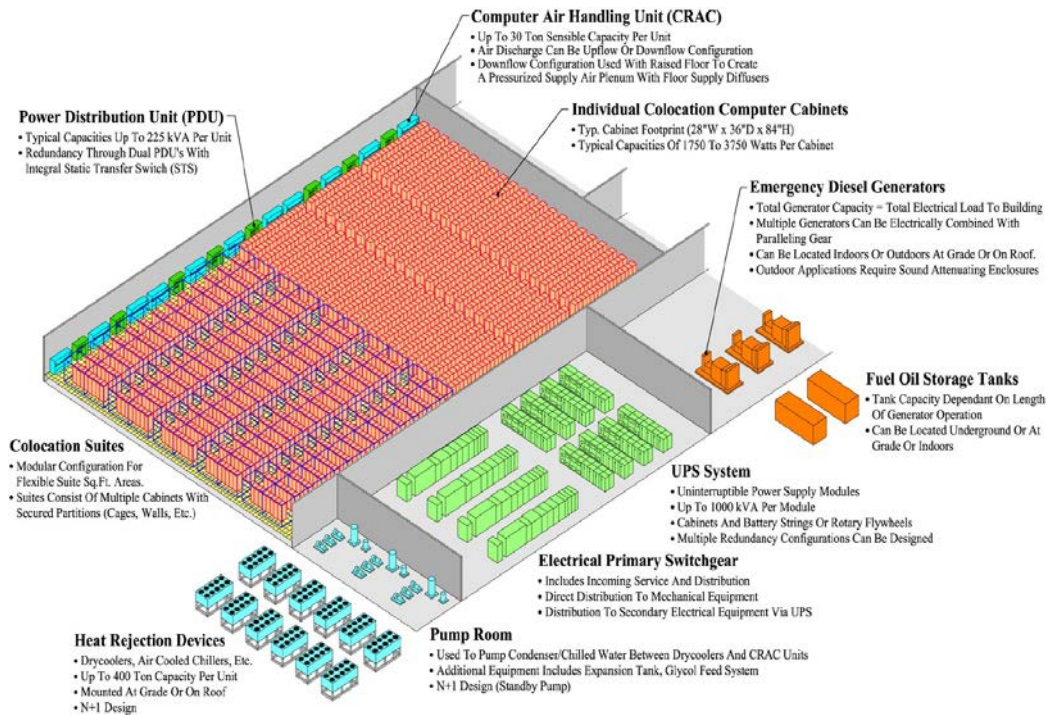 Computer Air Handling Unit (CRAC)
• Up To 30 Ton Sensible Capacity Per Unit
• Air Discharge Can Be Upflow Or Downflow Configuration
• Downflow Configuration Used With Raised Floor To Create
A Pressurized Supply Air Plenum With Floor Supply Diffusers
Power Distribution Unit (PDU)
• Typical Capacities Up To 225 kVA Per Unit
• Redundancy Through Dual PDU's With
Integral Static Transfer Switch (STS)
Individual Colocation Computer Cabinets
• Typ. Cabinet Footprint (28"W x 36"D x 84"H)
• Typical Capacities Of 1750 To 3750 Watts Per Cabinet
Emergency Diesel Generators
• Total Generator Capacity = Total Electrical Load To Building
• Multiple Generators Can Be Electrically Combined With
Paralleling Gear
• Can Be Located Indoors Or Outdoors At Grade Or On Roof.
• Outdoor Applications Require Sound Attenuating Enclosures
Fuel Oil Storage Tanks
• Tank Capacity Dependant On Length
Of Generator Operation
• Can Be Located Underground Or At
Grade Or Indoors
Colocation Suites
• Modular Configuration For
Flexible Suite Sq.Ft. Areas.
• Suites Consist Of Multiple Cabinets With
Secured Partitions (Cages, Walls, Etc.)
UPS System
• Uninterruptible Power Supply Modules
• Up To 1000 kVA Per Module
• Cabinets And Battery Strings Or Rotary Flywheels
• Multiple Redundancy Configurations Can Be Designed
Electrical Primary Switchgear
• Includes Incoming Service And Distribution
• Direct Distribution To Mechanical Equipment
• Distribution To Secondary Electrical Equipment Via UPS
Pump Room
• Used To Pump Condenser/Chilled Water Between Drycoolers And CRAC Units
• Additional Equipment Includes Expansion Tank, Glycol Feed System
• N+1 Design (Standby Pump)
Heat Rejection Devices
• Drycoolers, Air Cooled Chillers, Etc.
• Up To 400 Ton Capacity Per Unit
• Mounted At Grade Or On Roof
• N+1 Design